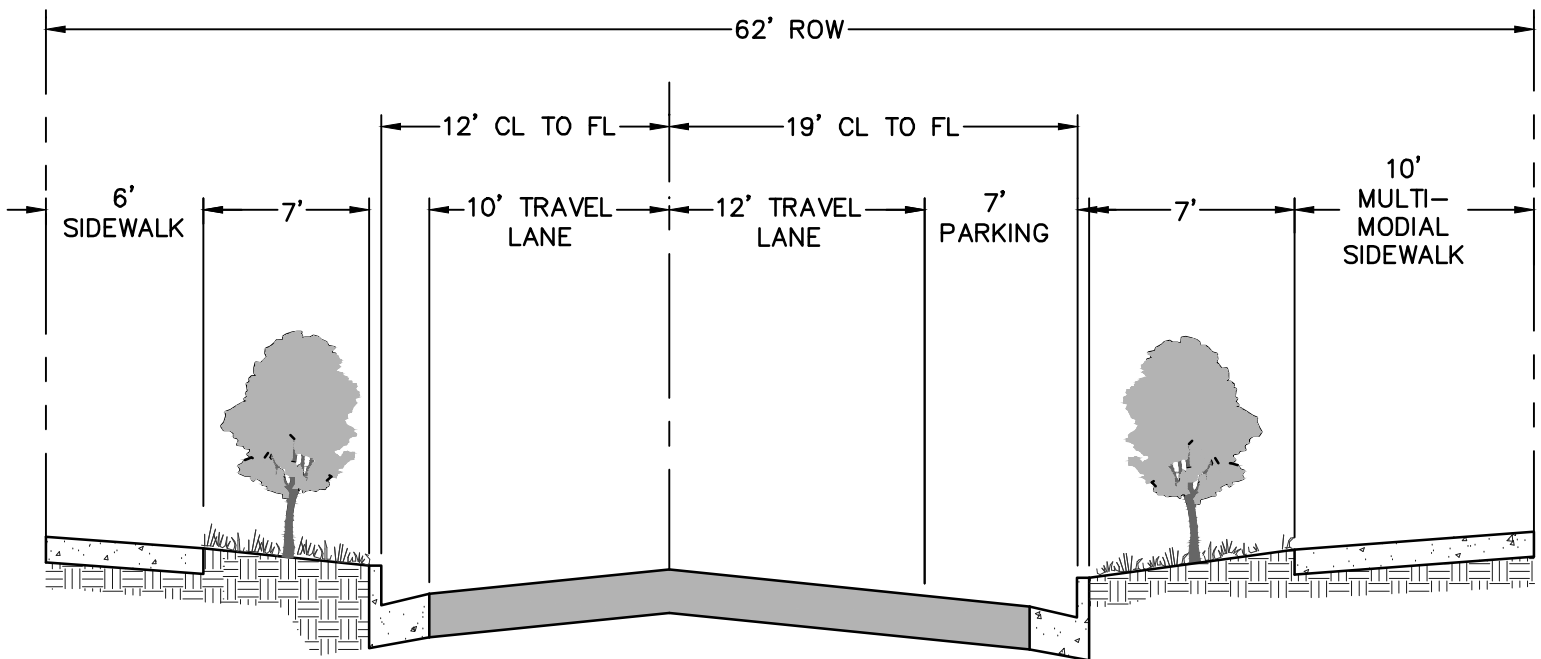 62' ROW
12' CL TO FL
19' CL TO FL
6'
SIDEWALK
7'
10' TRAVEL
LANE
12' TRAVEL
LANE
7'
PARKING
7'
10'
MULTI-
MODIAL
SIDEWALK